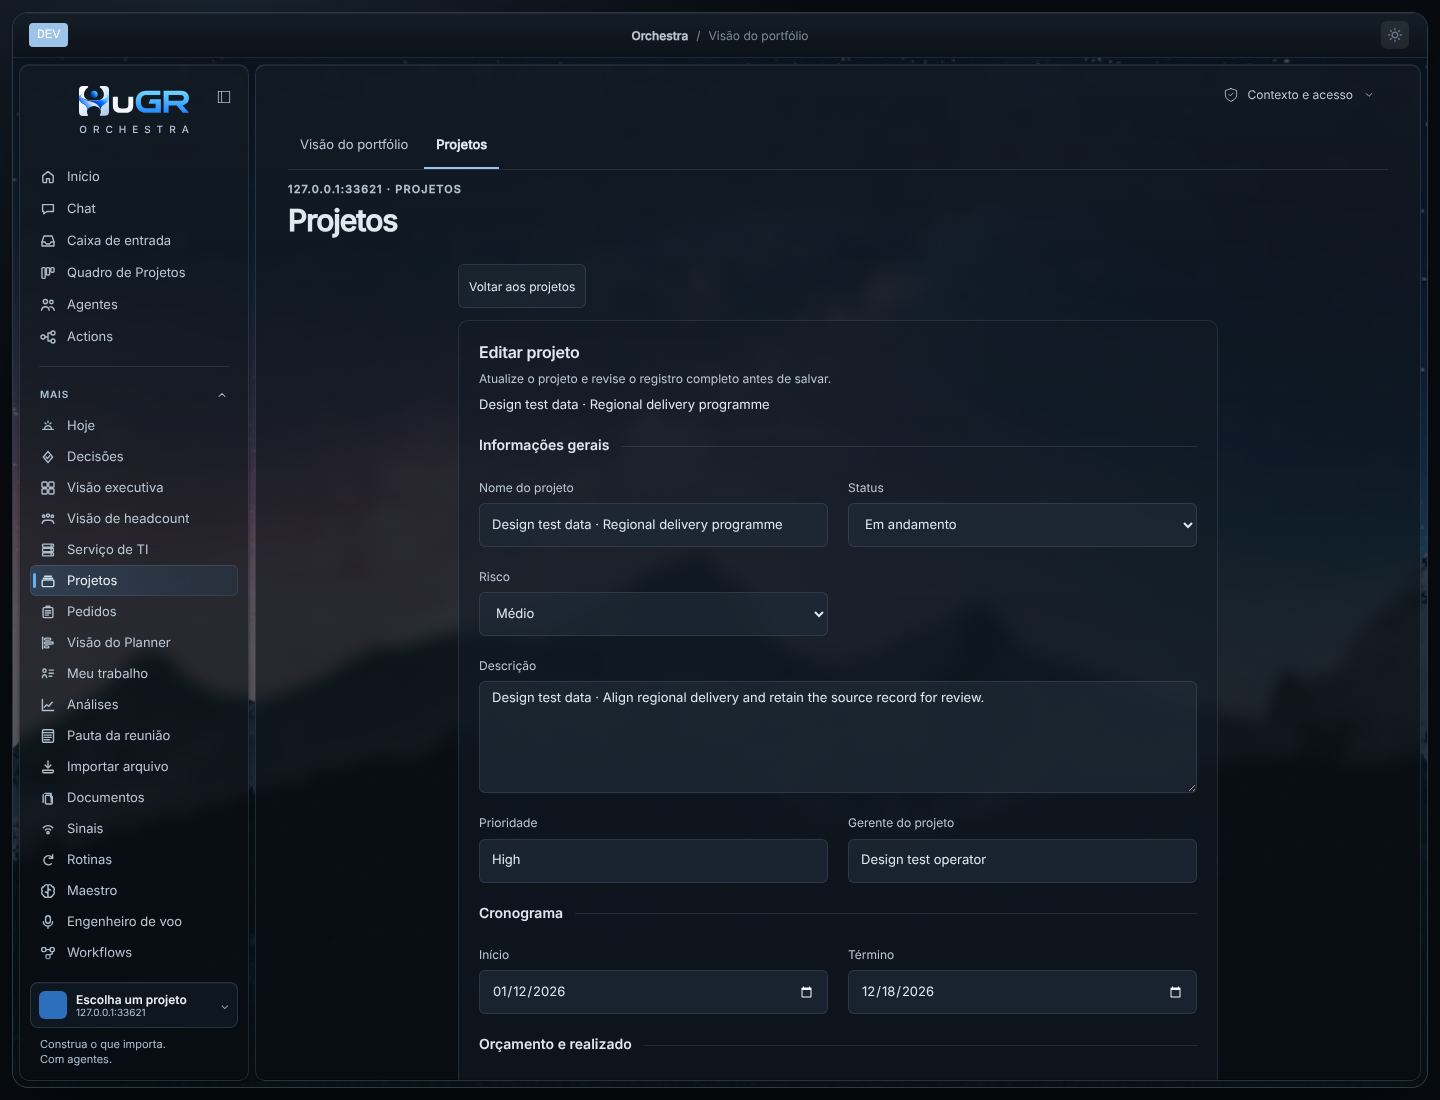 DEV
Orchestra / Visão do portfólio
HuGR
ORCHESTRA
Início
Chat
Caixa de entrada
Quadro de Projetos
Agentes
Actions
MAIS
Hoje
Decisões
Visão executiva
Visão de headcount
Serviço de TI
Projetos
Pedidos
Visão do Planner
Meu trabalho
Análises
Pauta da reunião
Importar arquivo
Documentos
Sinais
Rotinas
Maestro
Engenheiro de voo
Workflows
Escolha um projeto
127.0.0.1:33621
Construa o que importa.
Com agentes.
Contexto e acesso
Visão do portfólio Projetos
127.0.0.1:33621 · PROJETOS
Projetos
Voltar aos projetos
Editar projeto
Atualize o projeto e revise o registro completo antes de salvar.
Design test data · Regional delivery programme
Informações gerais
Nome do projeto
Design test data · Regional delivery programme
Status
Em andamento
Risco
Médio
Descrição
Design test data · Align regional delivery and retain the source record for review.
Prioridade
High
Gerente do projeto
Design test operator
Cronograma
Início
01/12/2026
Término
12/18/2026
Orçamento e realizado